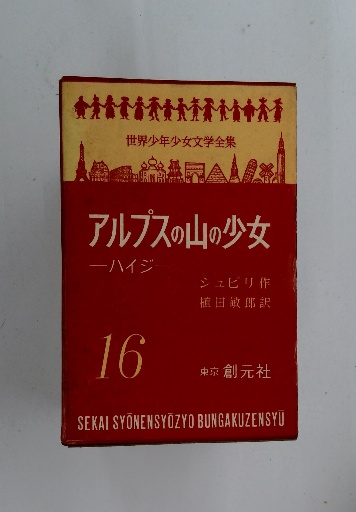 世界少年少女文学全集
アルプスの山の少女
―ハイジ―
シュピリ 作
植田敏郎 訳
16
東京 創元社
SEKAI SYŌNENSYŌZYO BUNGAKUZENSYŪ